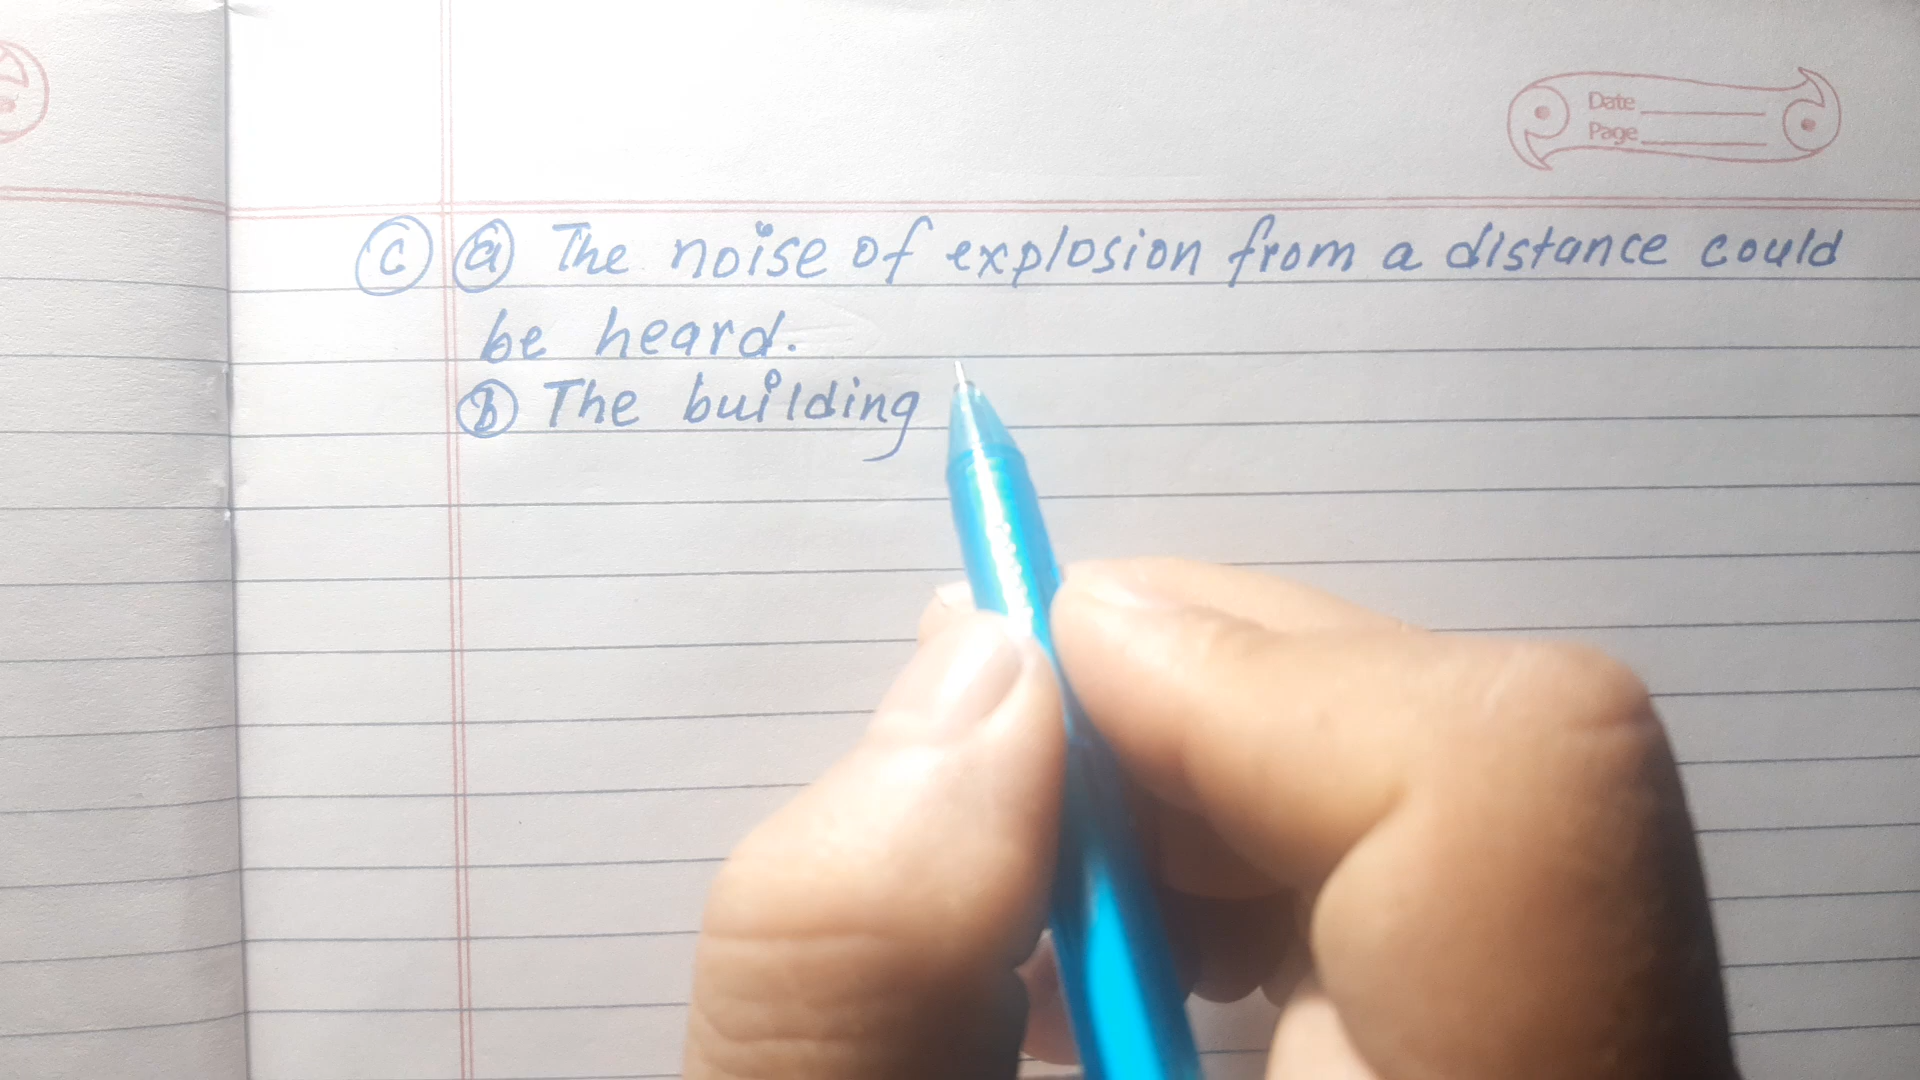 Date
Page
C a The noise of explosion from a distance could
be heard.
b The building